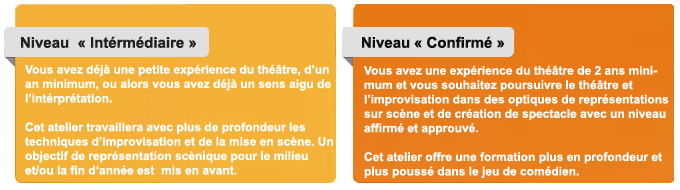 Niveau « Intérmédiaire »
Vous avez déjà une petite expérience du théâtre, d'un
an minimum, ou alors vous avez déjà un sens aigu de
l'intérprétation.
Cet atelier travaillera avec plus de profondeur les
techniques d'improvisation et de la mise en scène. Un
objectif de représentation scènique pour le milieu
et/ou la fin d'année est mis en avant.
Niveau « Confirmé »
Vous avez une expérience du théâtre de 2 ans mini-
mum et vous souhaitez poursuivre le théâtre et
l'improvisation dans des optiques de représentations
sur scène et de création de spectacle avec un niveau
affirmé et approuvé.
Cet atelier offre une formation plus en profondeur et
plus poussé dans le jeu de comédien.